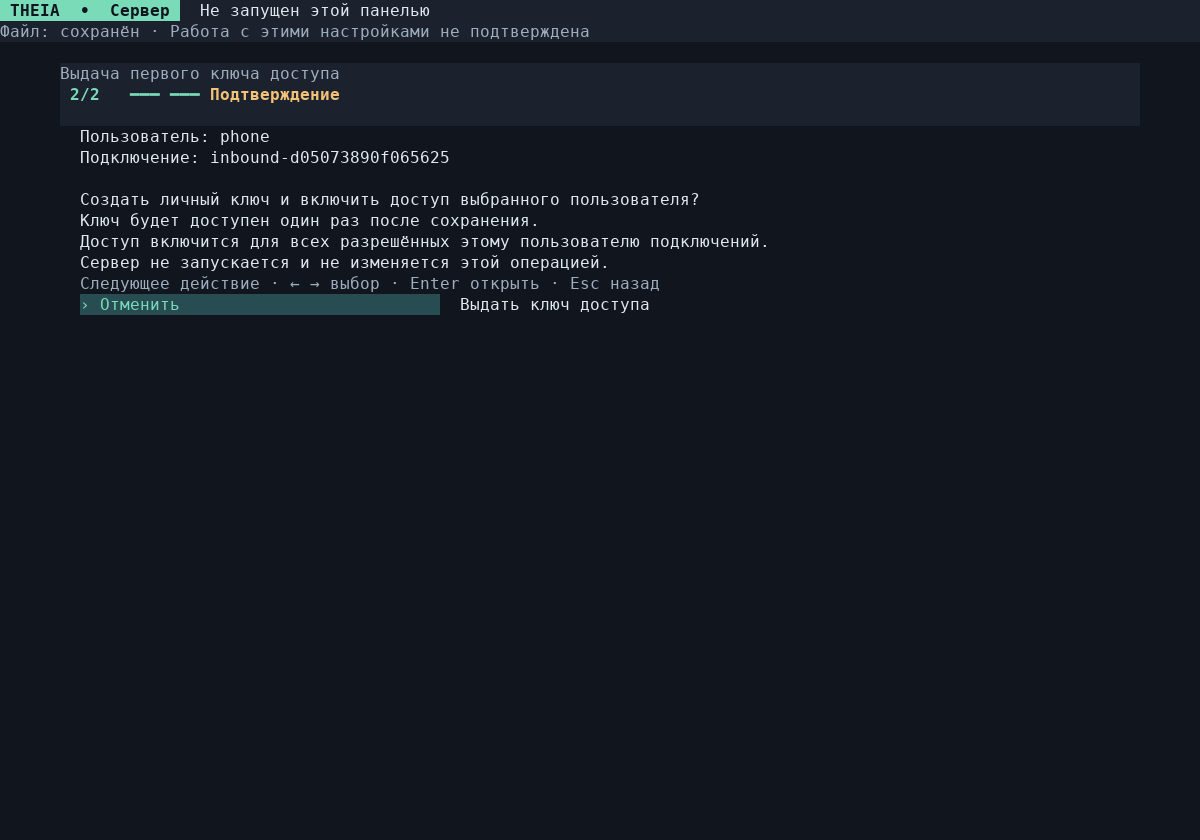 THEIA • Сервер Не запущен этой панелью
Файл: сохранён · Работа с этими настройками не подтверждена
Выдача первого ключа доступа
2/2 ━━━ ━━━ Подтверждение
Пользователь: phone
Подключение: inbound-d05073890f065625
Создать личный ключ и включить доступ выбранного пользователя?
Ключ будет доступен один раз после сохранения.
Доступ включится для всех разрешённых этому пользователю подключений.
Сервер не запускается и не изменяется этой операцией.
Следующее действие · ← → выбор · Enter открыть · Esc назад
› Отменить Выдать ключ доступа